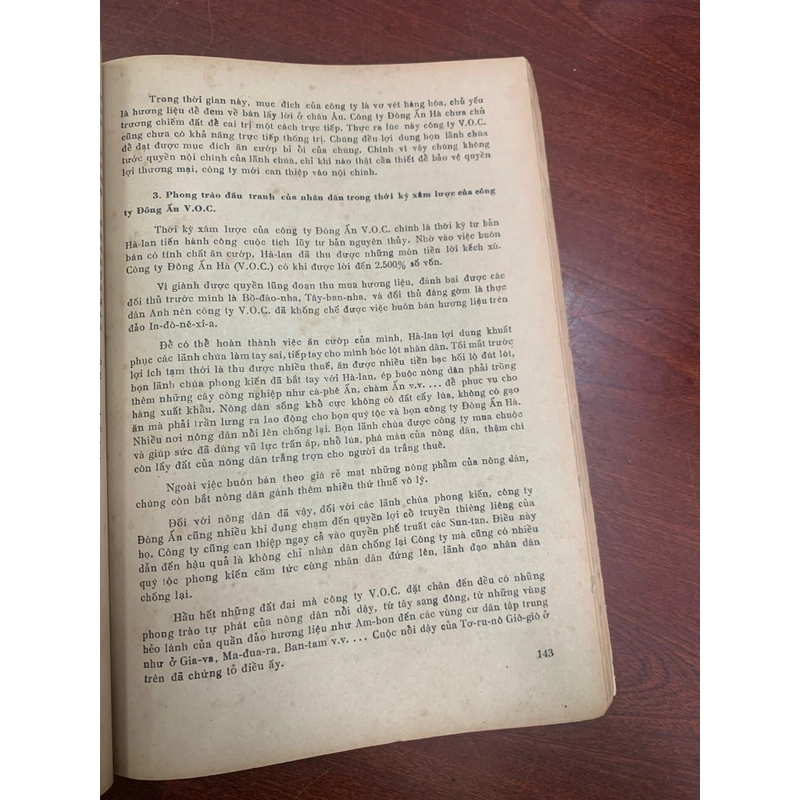 Trong thời gian này, mục đích của công ty là vơ vét hàng hóa, chủ yếu
là hương liệu để đem về bán lấy lời ở châu Âu. Công ty Đông Ấn Hà chưa chủ
trương chiếm đất để cai trị một cách trực tiếp. Thực ra lúc này công ty V.O.C.
cũng chưa có khả năng trực tiếp thống trị. Chúng đều lợi dụng bọn lãnh chúa
để đạt được mục đích ăn cướp bỉ ổi của chúng. Chính vì vậy chúng không
tước quyền nội chính của lãnh chúa, chỉ khi nào thật cần thiết để bảo vệ quyền
lợi thương mại, công ty mới can thiệp vào nội chính.
3. Phong trào đấu tranh của nhân dân trong thời kỳ xâm lược của công
ty Đông Ấn V.O.C.
Thời kỳ xâm lược của công ty Đông Ấn V.O.C. chính là thời kỳ tư bản
Hà-lan tiến hành công cuộc tích lũy tư bản nguyên thủy. Nhờ vào việc buôn
bán có tính chất ăn cướp, Hà-lan đã thu được những món tiền lời kếch xù.
Công ty Đông Ấn Hà (V.O.C.) có khi được lời đến 2.500% số vốn.
Vì giành được quyền lũng đoạn thu mua hương liệu, đánh bại được các
đối thủ trước mình là Bồ-đào-nha, Tây-ban-nha, và đối thủ đáng gờm là thực
dân Anh nên công ty V.O.C. đã khống chế được việc buôn bán hương liệu trên
đảo In-đô-nê-xi-a.
Để có thể hoàn thành việc ăn cướp của mình, Hà-lan lợi dụng khuất
phục các lãnh chúa làm tay sai, tiếp tay cho mình bóc lột nhân dân. Tối mắt trước
lợi ích tạm thời là thu được nhiều thuế, ăn được nhiều tiền bạc hối lộ đút lót,
bọn lãnh chúa phong kiến đã bắt tay với Hà-lan, ép buộc nông dân phải trồng
thêm những cây công nghiệp như cà-phê Ấn, chàm Ấn v.v. ... để phục vụ cho
hàng xuất khẩu. Nông dân sống khổ cực không có đất cấy lúa, không có gạo
ăn mà phải trần lưng ra lao động cho bọn quý tộc và bọn công ty Đông Ấn Hà.
Nhiều nơi nông dân nổi lên chống lại. Bọn lãnh chúa được công ty mua chuộc
và giúp sức đã dùng vũ lực trấn áp, nhổ lúa, phá màu của nông dân, thậm chí
còn lấy đất của nông dân trắng trợn cho người da trắng thuê.
Ngoài việc buôn bán theo giá rẻ mạt những nông phẩm của nông dân,
chúng còn bắt nông dân gánh thêm nhiều thứ thuế vô lý.
Đối với nông dân đã vậy, đối với các lãnh chúa phong kiến, công ty
Đông Ấn cũng nhiều khi đụng chạm đến quyền lợi cổ truyền thiêng liêng của
họ. Công ty cũng can thiệp ngay cả vào quyền phế truất các Sun-tan. Điều này
dẫn đến hậu quả là không chỉ nhân dân chống lại Công ty mà cũng có nhiều
quý tộc phong kiến căm tức cùng nhân dân đứng lên, lãnh đạo nhân dân
chống lại.
Hầu hết những đất đai mà công ty V.O.C. đặt chân đến đều có những
phong trào tự phát của nông dân nổi dậy, từ tây sang đông, từ những vùng
hẻo lánh của quần đảo hương liệu như Am-bon đến các vùng cư dân tập trung
như ở Gia-va, Ma-đua-ra, Ban-tam v.v. ... Cuộc nổi dậy của Tơ-ru-nô Giô-giô ở
trên đã chứng tỏ điều ấy.
143